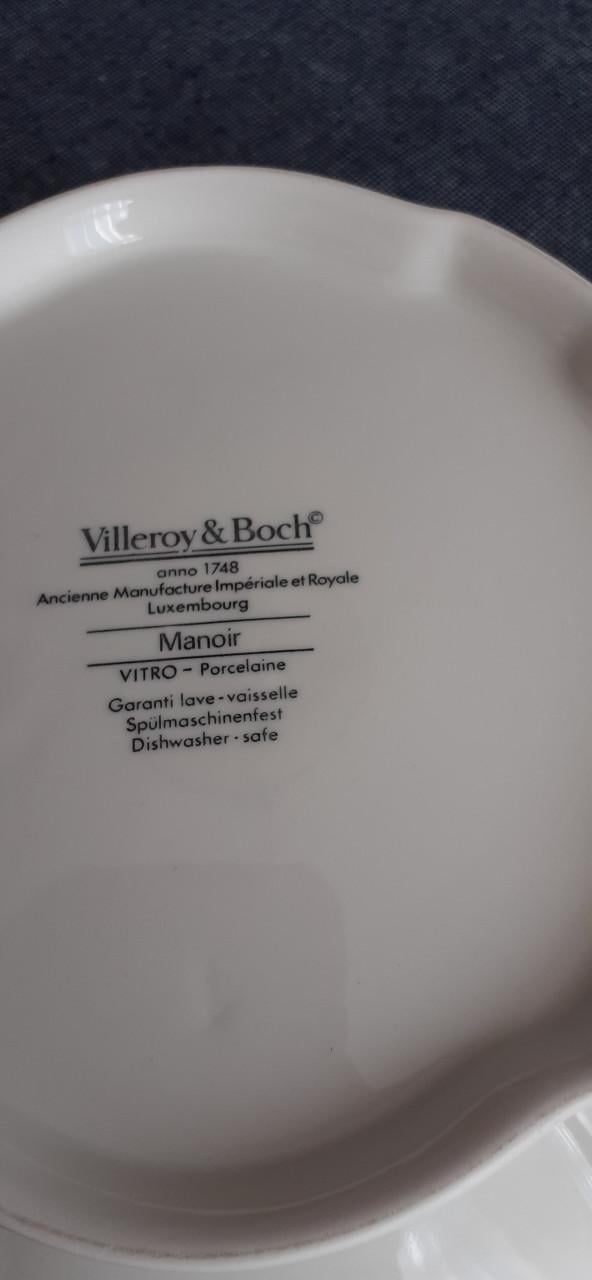 Villeroy & Boch©
anno 1748
Ancienne Manufacture Impériale et Royale
Luxembourg
Manoir
VITRO - Porcelaine
Garanti lave-vaisselle
Spülmaschinenfest
Dishwasher-safe